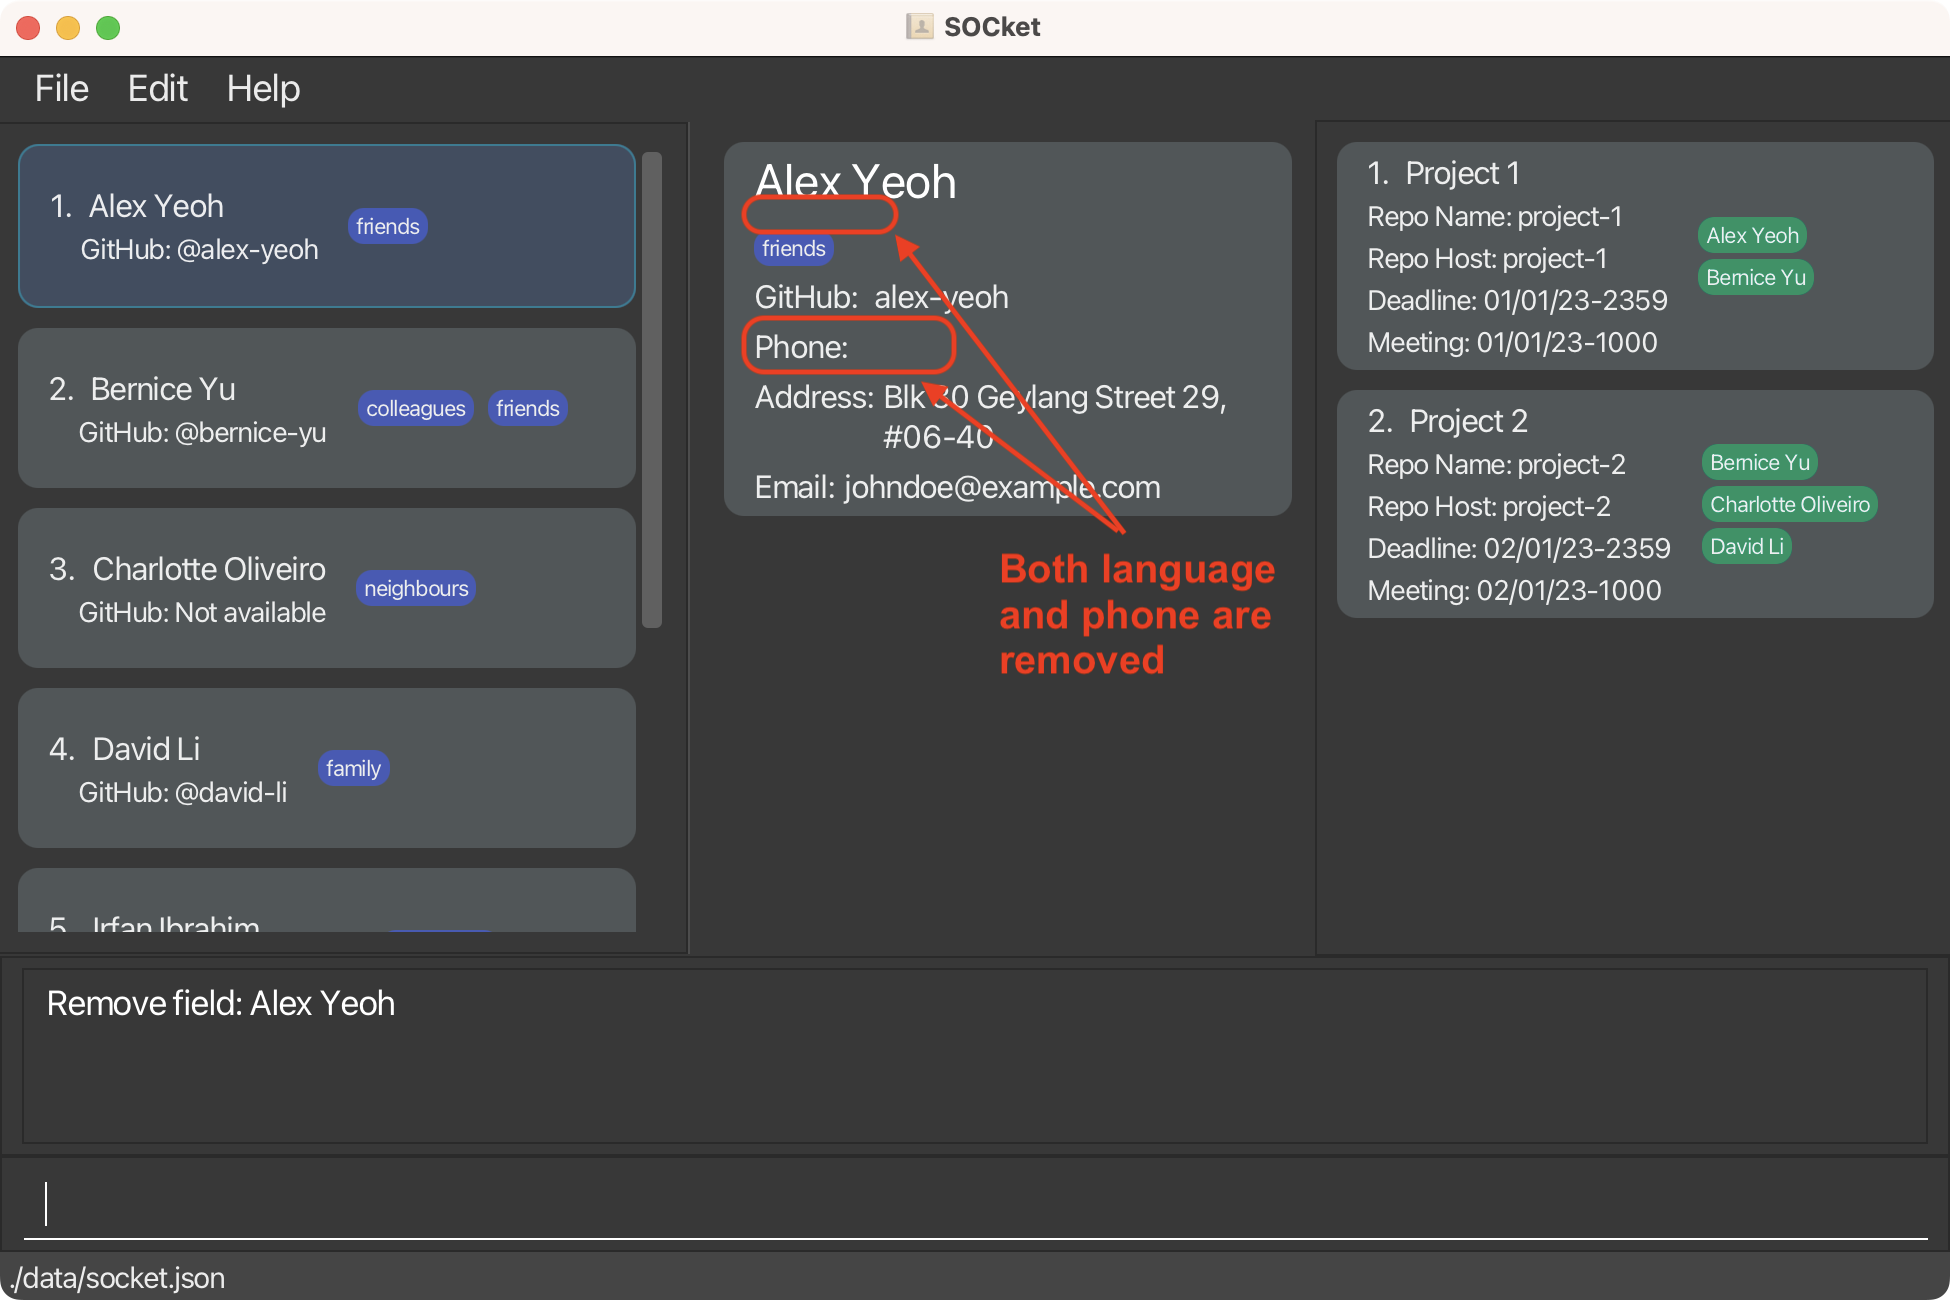 SOCket
File Edit Help
1. Alex Yeoh
GitHub: @alex-yeoh
friends
2. Bernice Yu
GitHub: @bernice-yu
colleagues friends
3. Charlotte Oliveiro
GitHub: Not available
neighbours
4. David Li
GitHub: @david-li
family
5. Irfan Ibrahim
Alex Yeoh
friends
GitHub: alex-yeoh
Phone:
Address: Blk 30 Geylang Street 29,
#06-40
Email: johndoe@example.com
Both language
and phone are
removed
1. Project 1
Repo Name: project-1
Repo Host: project-1
Deadline: 01/01/23-2359
Meeting: 01/01/23-1000
Alex Yeoh
Bernice Yu
2. Project 2
Repo Name: project-2
Repo Host: project-2
Deadline: 02/01/23-2359
Meeting: 02/01/23-1000
Bernice Yu
Charlotte Oliveiro
David Li
Remove field: Alex Yeoh
./data/socket.json